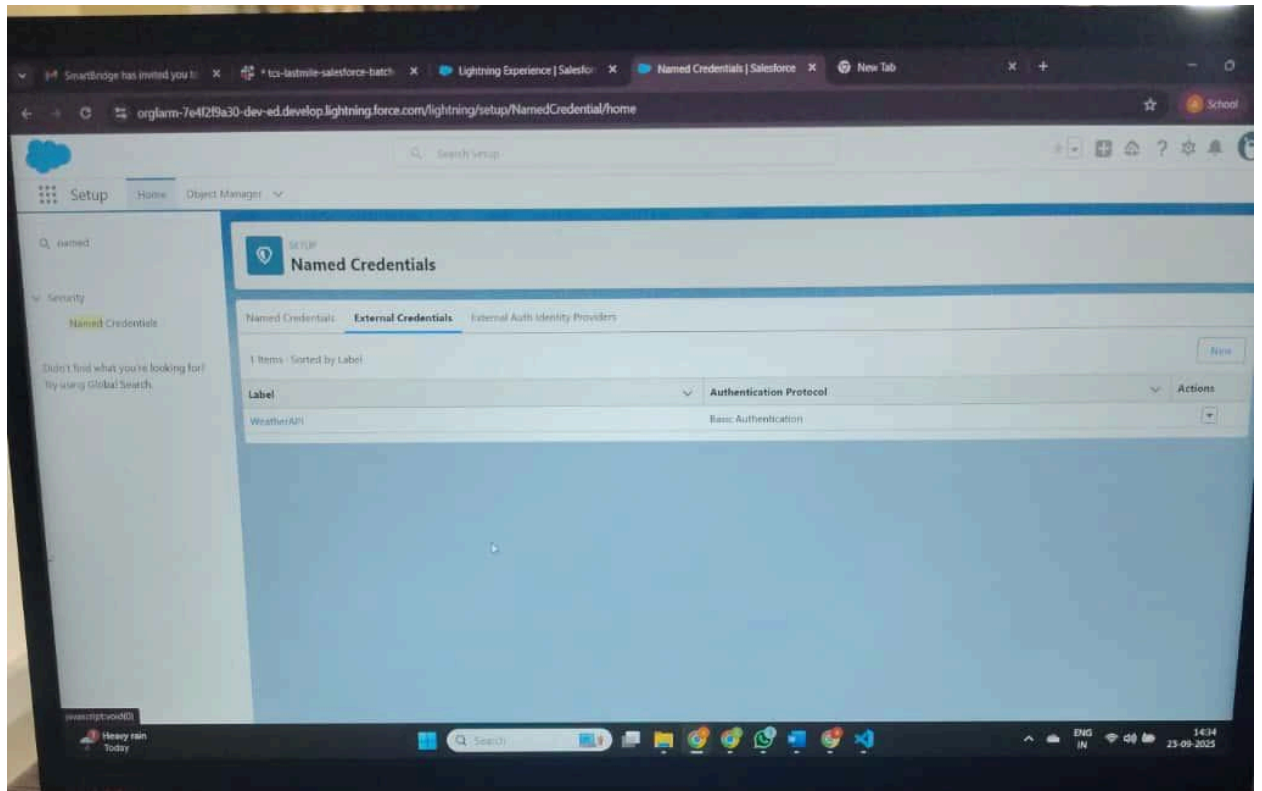 SmartBridge has invited you to
* tcs-lastmile-salesforce-batch
Lightning Experience | Salesfor
Named Credentials | Salesforce
New Tab
orgfarm-7e4f2f9a30-dev-ed.develop.lightning.force.com/lightning/setup/NamedCredential/home
School
Search Setup
Setup
Home
Object Manager
named
SETUP
Named Credentials
Security
Named Credentials
Named Credentials External Credentials External Auth Identity Providers
Didn't find what you're looking for?
Try using Global Search.
1 Items · Sorted by Label
New
Label
Authentication Protocol
Actions
WeatherAPI
Basic Authentication
javascript:void(0)
Heavy rain
Today
Search
ENG
IN
14:34
23-09-2025